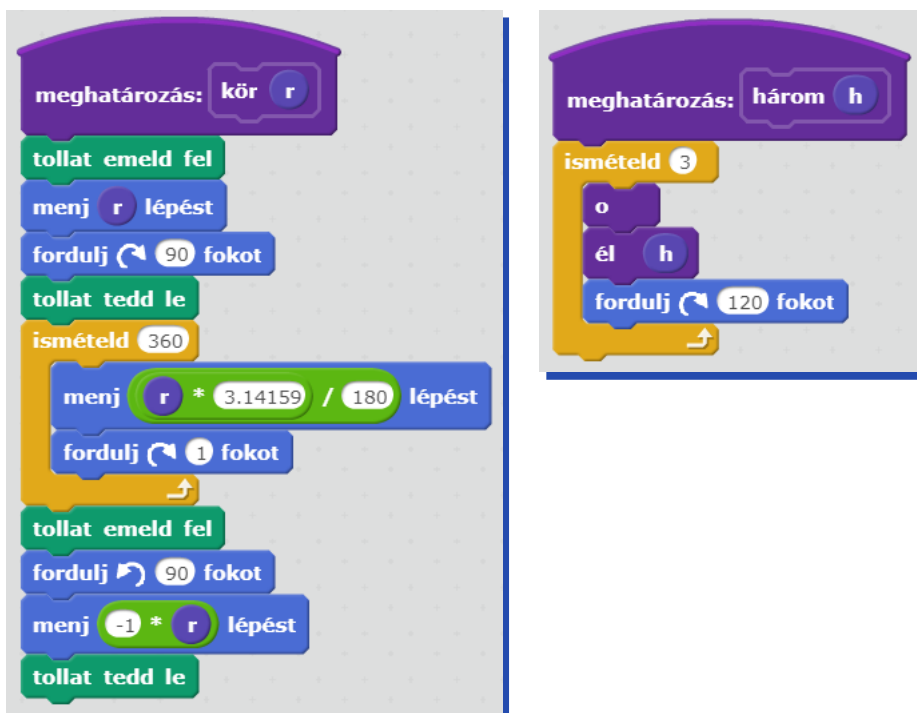 meghatározás: kör r
tollat emeld fel
menj r lépést
fordulj 90 fokot
tollat tedd le
ismételd 360
menj r * 3.14159 / 180 lépést
fordulj 1 fokot
tollat emeld fel
fordulj 90 fokot
menj -1 * r lépést
tollat tedd le
meghatározás: három h
ismételd 3
o
él h
fordulj 120 fokot